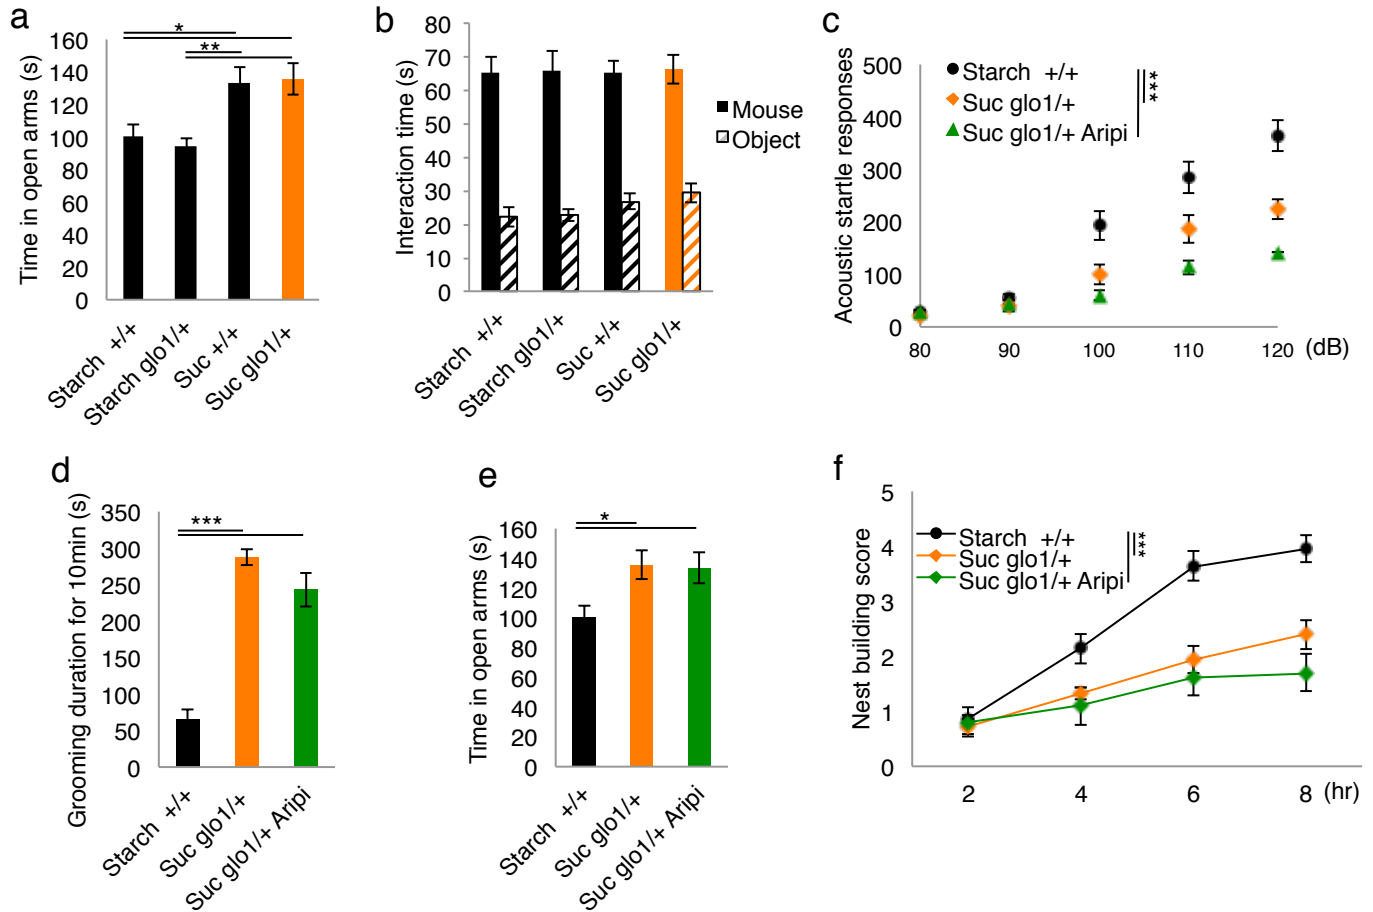 a
Time in open arms (s)
160
140
120
100
80
60
40
20
0
*
**
Starch +/+
Starch glo1/+
Suc +/+
Suc glo1/+
b
Interaction time (s)
80
70
60
50
40
30
20
10
0
Mouse
Object
Starch +/+
Starch glo1/+
Suc +/+
Suc glo1/+
c
Acoustic startle responses
500
400
300
200
100
0
Starch +/+
Suc glo1/+
Suc glo1/+ Aripi
***
80 90 100 110 120 (dB)
d
Grooming duration for 10min (s)
350
300
250
200
150
100
50
0
***
Starch +/+
Suc glo1/+
Suc glo1/+ Aripi
e
Time in open arms (s)
160
140
120
100
80
60
40
20
0
*
Starch +/+
Suc glo1/+
Suc glo1/+ Aripi
f
Nest building score
5
4
3
2
1
0
Starch +/+
Suc glo1/+
Suc glo1/+ Aripi
***
2 4 6 8 (hr)